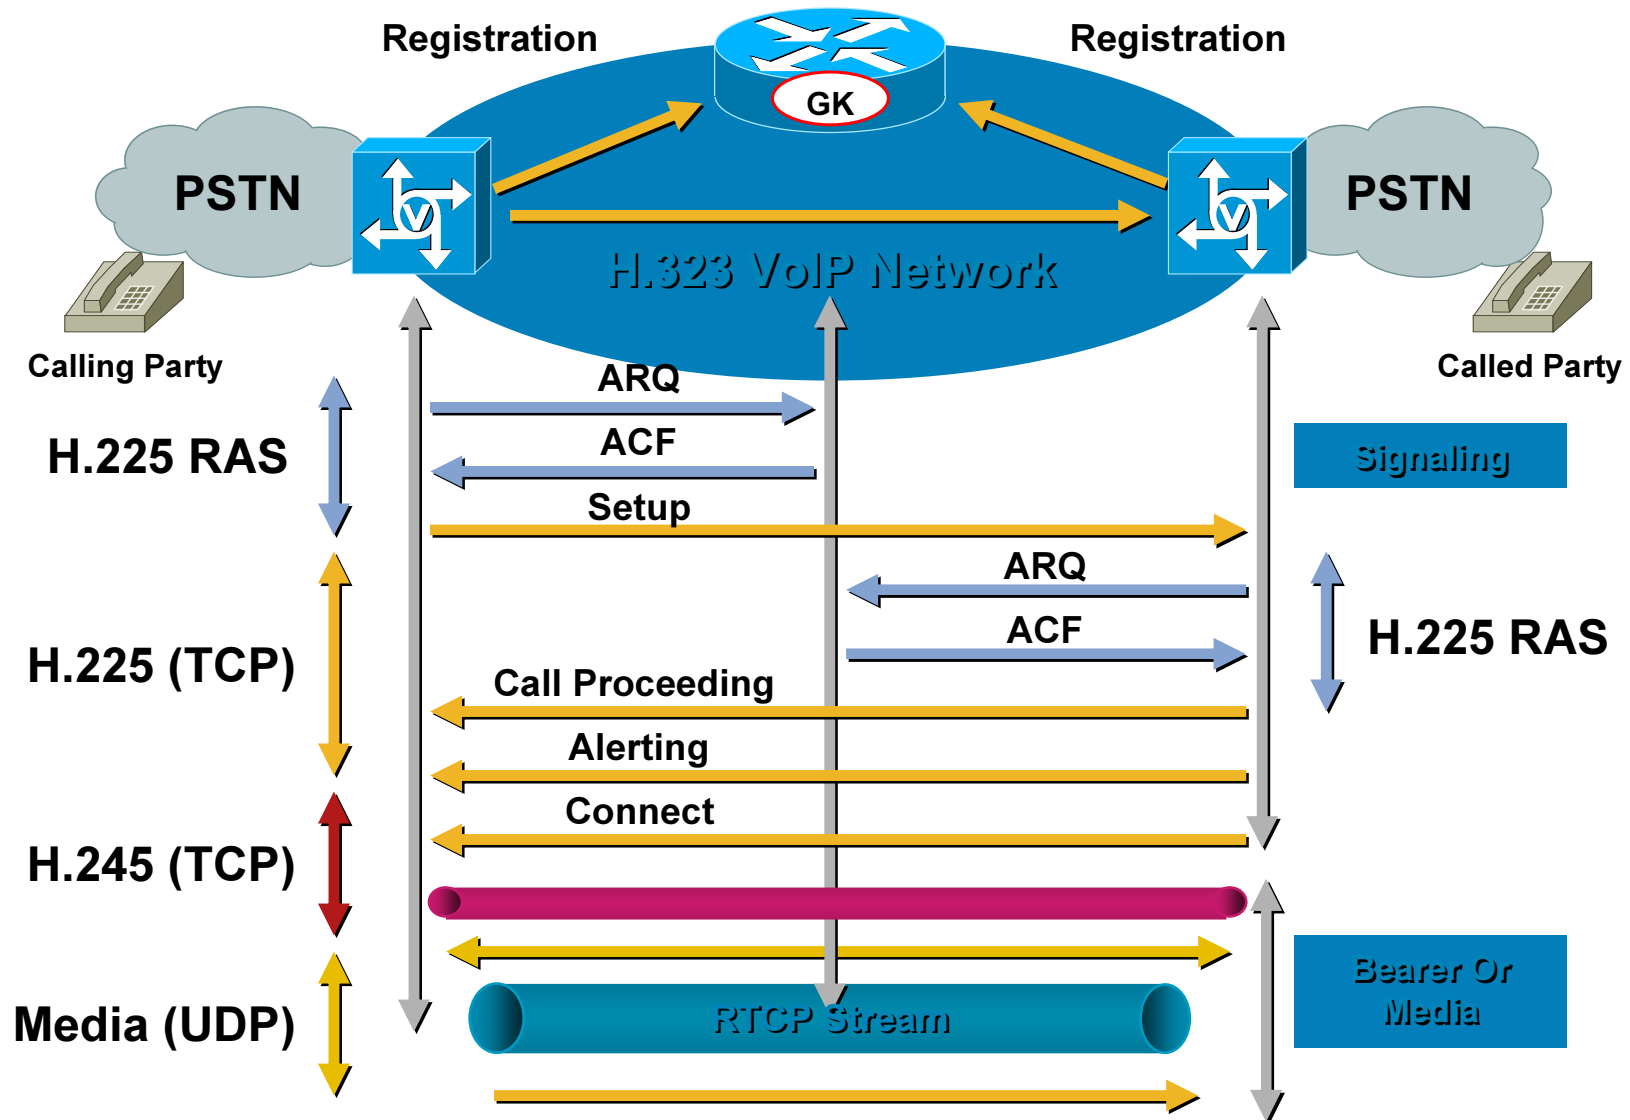 Registration
Registration
GK
PSTN
PSTN
V
V
H.323 VoIP Network
Calling Party
Called Party
ARQ
H.225 RAS
ACF
Signaling
Setup
ARQ
H.225 RAS
ACF
H.225 (TCP)
Call Proceeding
Alerting
Connect
H.245 (TCP)
Bearer Or
Media
Media (UDP)
RTCP Stream